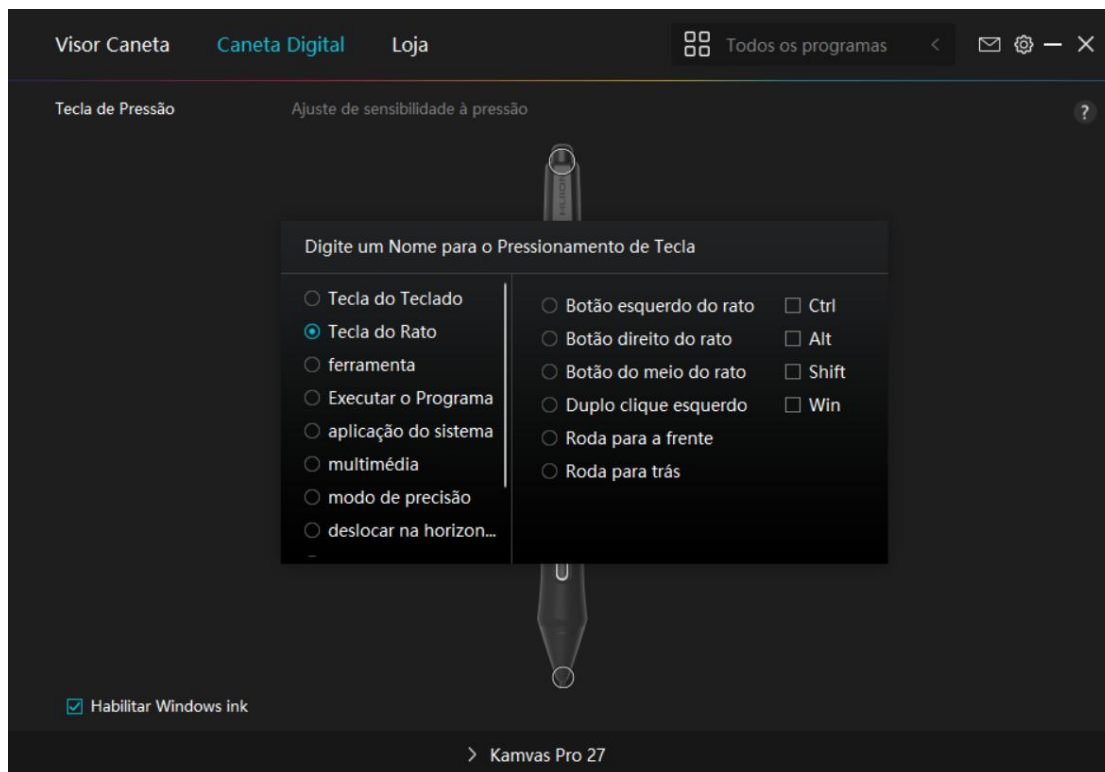 Visor Caneta Caneta Digital Loja Todos os programas
Tecla de Pressão Ajuste de sensibilidade à pressão ?
HUION
Digite um Nome para o Pressionamento de Tecla
Tecla do Teclado
Tecla do Rato
ferramenta
Executar o Programa
aplicação do sistema
multimédia
modo de precisão
deslocar na horizon...
Botão esquerdo do rato Ctrl
Botão direito do rato Alt
Botão do meio do rato Shift
Duplo clique esquerdo Win
Roda para a frente
Roda para trás
Habilitar Windows ink
Kamvas Pro 27